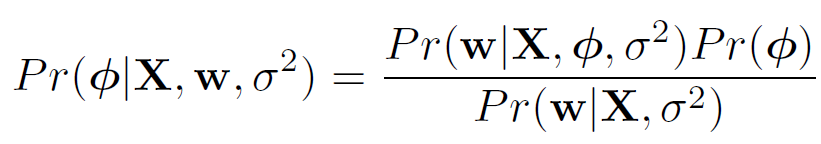 Pr(𝝓|𝐗, 𝐰, σ²) = Pr(𝐰|𝐗, 𝝓, σ²)Pr(𝝓) / Pr(𝐰|𝐗, σ²)